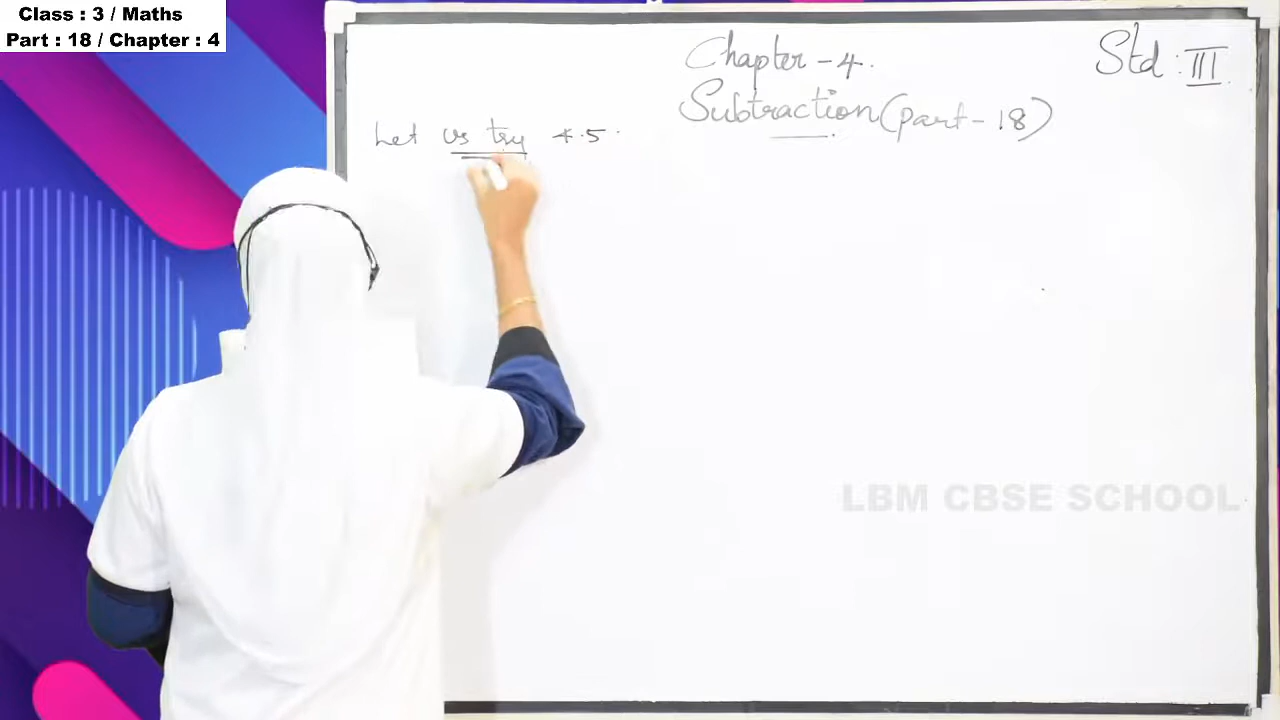 Class : 3 / Maths
Part : 18 / Chapter : 4
Chapter - 4.
Std : III
Subtraction (part - 18)
Let us try 4.5.
LBM CBSE SCHOOL